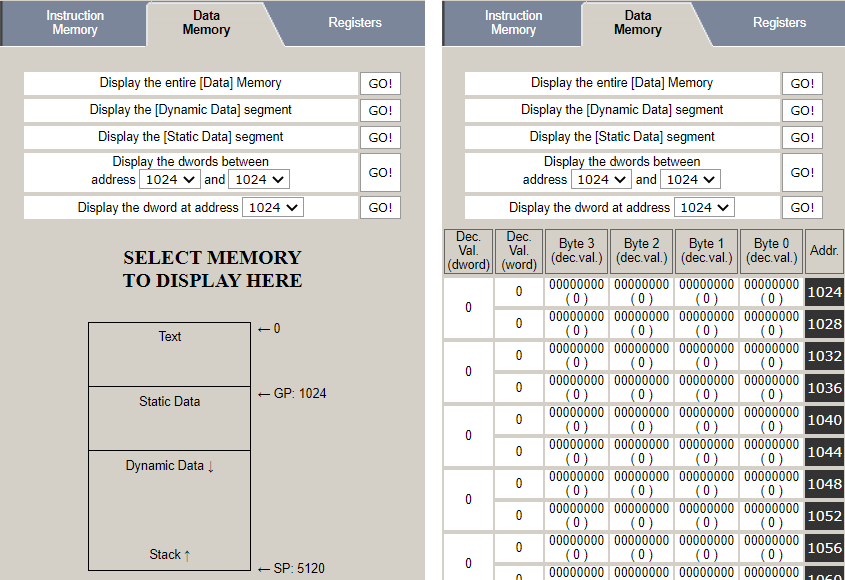 Instruction
Memory
Data
Memory
Registers
Display the entire [Data] Memory GO!
Display the [Dynamic Data] segment GO!
Display the [Static Data] segment GO!
Display the dwords between
address 1024 and 1024 GO!
Display the dword at address 1024 GO!
SELECT MEMORY
TO DISPLAY HERE
Text
← 0
Static Data
← GP: 1024
Dynamic Data ↓
Stack ↑
← SP: 5120
Instruction
Memory
Data
Memory
Registers
Display the entire [Data] Memory GO!
Display the [Dynamic Data] segment GO!
Display the [Static Data] segment GO!
Display the dwords between
address 1024 and 1024 GO!
Display the dword at address 1024 GO!
Dec. Val. (dword) Dec. Val. (word) Byte 3 (dec.val.) Byte 2 (dec.val.) Byte 1 (dec.val.) Byte 0 (dec.val.) Addr.
0 0 00000000 ( 0 ) 00000000 ( 0 ) 00000000 ( 0 ) 00000000 ( 0 ) 1024
0 00000000 ( 0 ) 00000000 ( 0 ) 00000000 ( 0 ) 00000000 ( 0 ) 1028
0 0 00000000 ( 0 ) 00000000 ( 0 ) 00000000 ( 0 ) 00000000 ( 0 ) 1032
0 00000000 ( 0 ) 00000000 ( 0 ) 00000000 ( 0 ) 00000000 ( 0 ) 1036
0 0 00000000 ( 0 ) 00000000 ( 0 ) 00000000 ( 0 ) 00000000 ( 0 ) 1040
0 00000000 ( 0 ) 00000000 ( 0 ) 00000000 ( 0 ) 00000000 ( 0 ) 1044
0 0 00000000 ( 0 ) 00000000 ( 0 ) 00000000 ( 0 ) 00000000 ( 0 ) 1048
0 00000000 ( 0 ) 00000000 ( 0 ) 00000000 ( 0 ) 00000000 ( 0 ) 1052
0 0 00000000 ( 0 ) 00000000 ( 0 ) 00000000 ( 0 ) 00000000 ( 0 ) 1056
0 00000000 00000000 00000000 00000000 1060